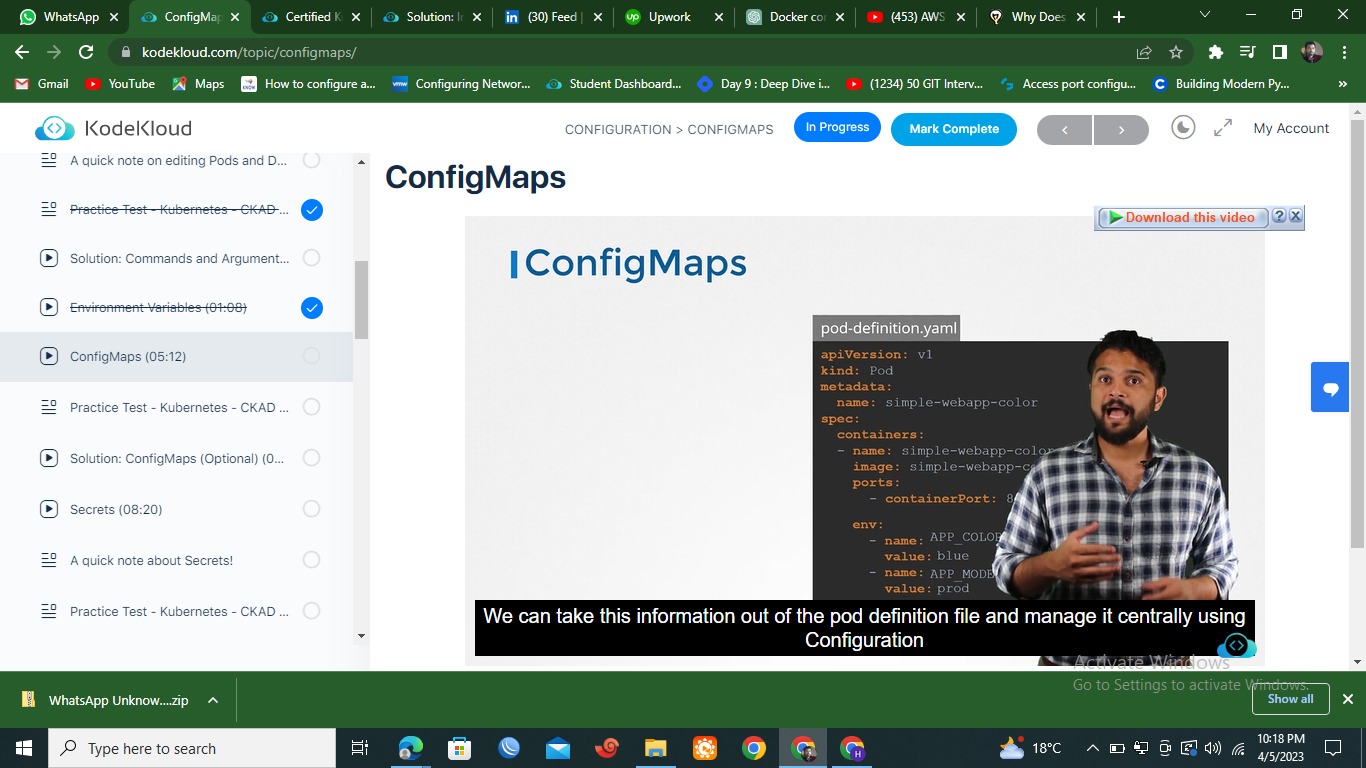 WhatsApp
ConfigMap
Certified K
Solution: In
(30) Feed |
Upwork
Docker con
(453) AWS
Why Does
kodekloud.com/topic/configmaps/
Gmail
YouTube
Maps
How to configure a...
Configuring Networ...
Student Dashboard...
Day 9 : Deep Dive i...
(1234) 50 GIT Interv...
Access port configu...
Building Modern Py...
»
KodeKloud
CONFIGURATION > CONFIGMAPS
In Progress
Mark Complete
My Account
A quick note on editing Pods and D...
Practice Test - Kubernetes - CKAD ...
Solution: Commands and Argument...
Environment Variables (01:08)
ConfigMaps (05:12)
Practice Test - Kubernetes - CKAD ...
Solution: ConfigMaps (Optional) (0...
Secrets (08:20)
A quick note about Secrets!
Practice Test - Kubernetes - CKAD ...
ConfigMaps
Download this video
ConfigMaps
pod-definition.yaml
apiVersion: v1
kind: Pod
metadata:
name: simple-webapp-color
spec:
containers:
- name: simple-webapp-color
image: simple-webapp-co
ports:
- containerPort: 8
env:
- name: APP_COLOR
value: blue
- name: APP_MODE
value: prod
We can take this information out of the pod definition file and manage it centrally using
Configuration
Activate Windows
Go to Settings to activate Windows.
WhatsApp Unknow....zip
Show all
Type here to search
18°C
10:18 PM
4/5/2023